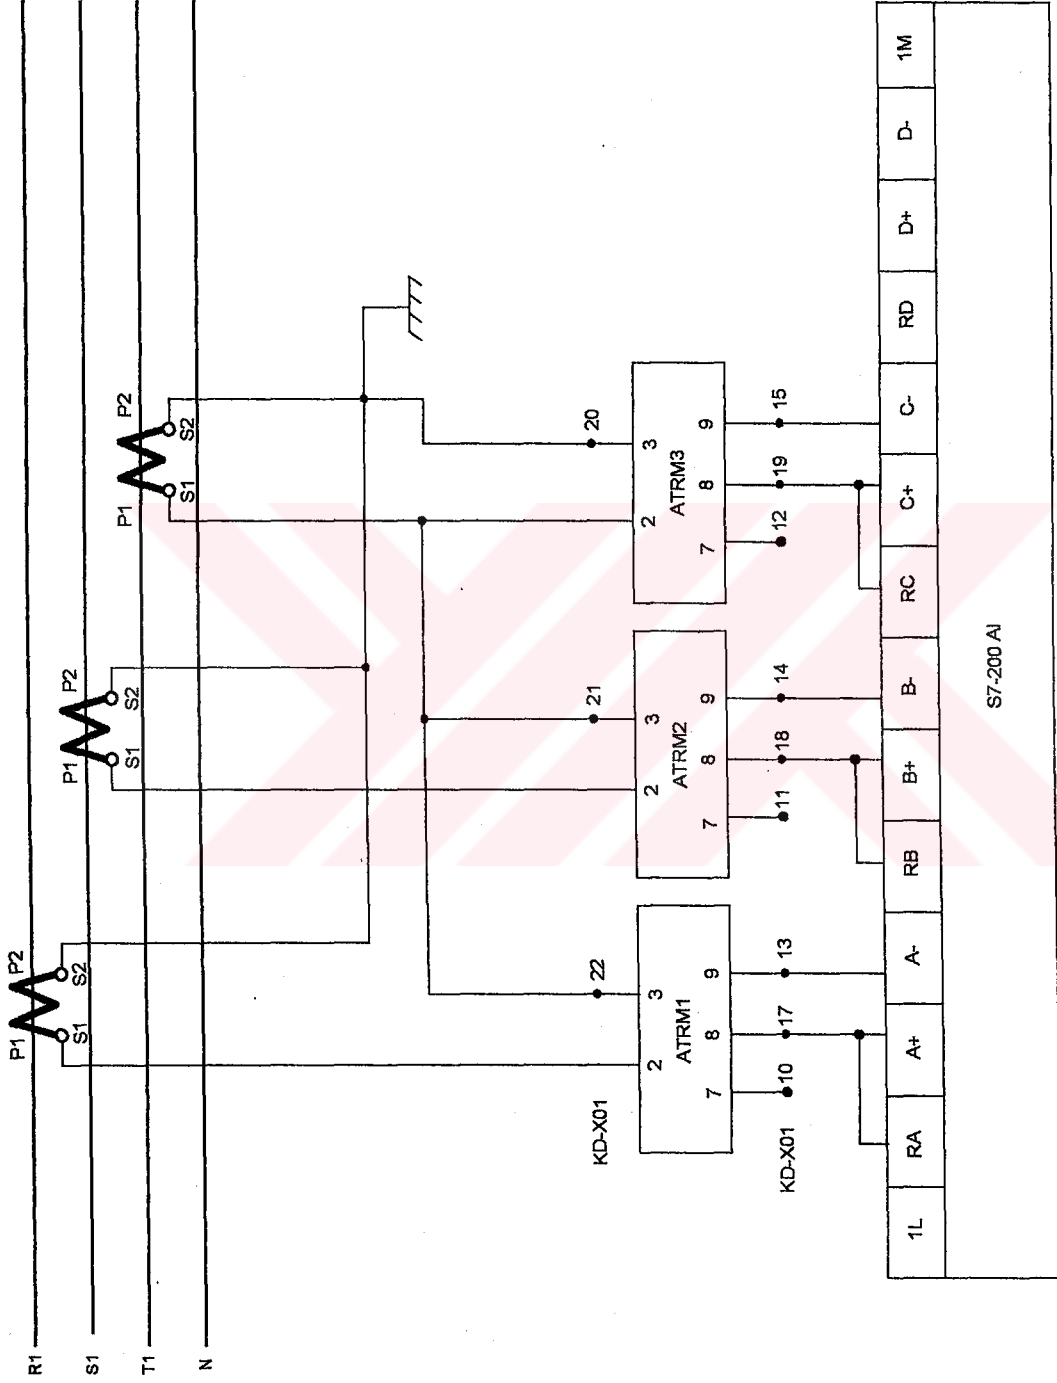 R1
S1
T1
N
P1
P2
S1
S2
P1
P2
S1
S2
P1
P2
S1
S2
KD-X01
22
21
20
2
3
ATRM1
7
8
9
2
3
ATRM2
7
8
9
2
3
ATRM3
7
8
9
KD-X01
10
17
13
11
18
14
12
19
15
1L
RA
A+
A-
RB
B+
B-
RC
C+
C-
RD
D+
D-
1M
S7-200 AI